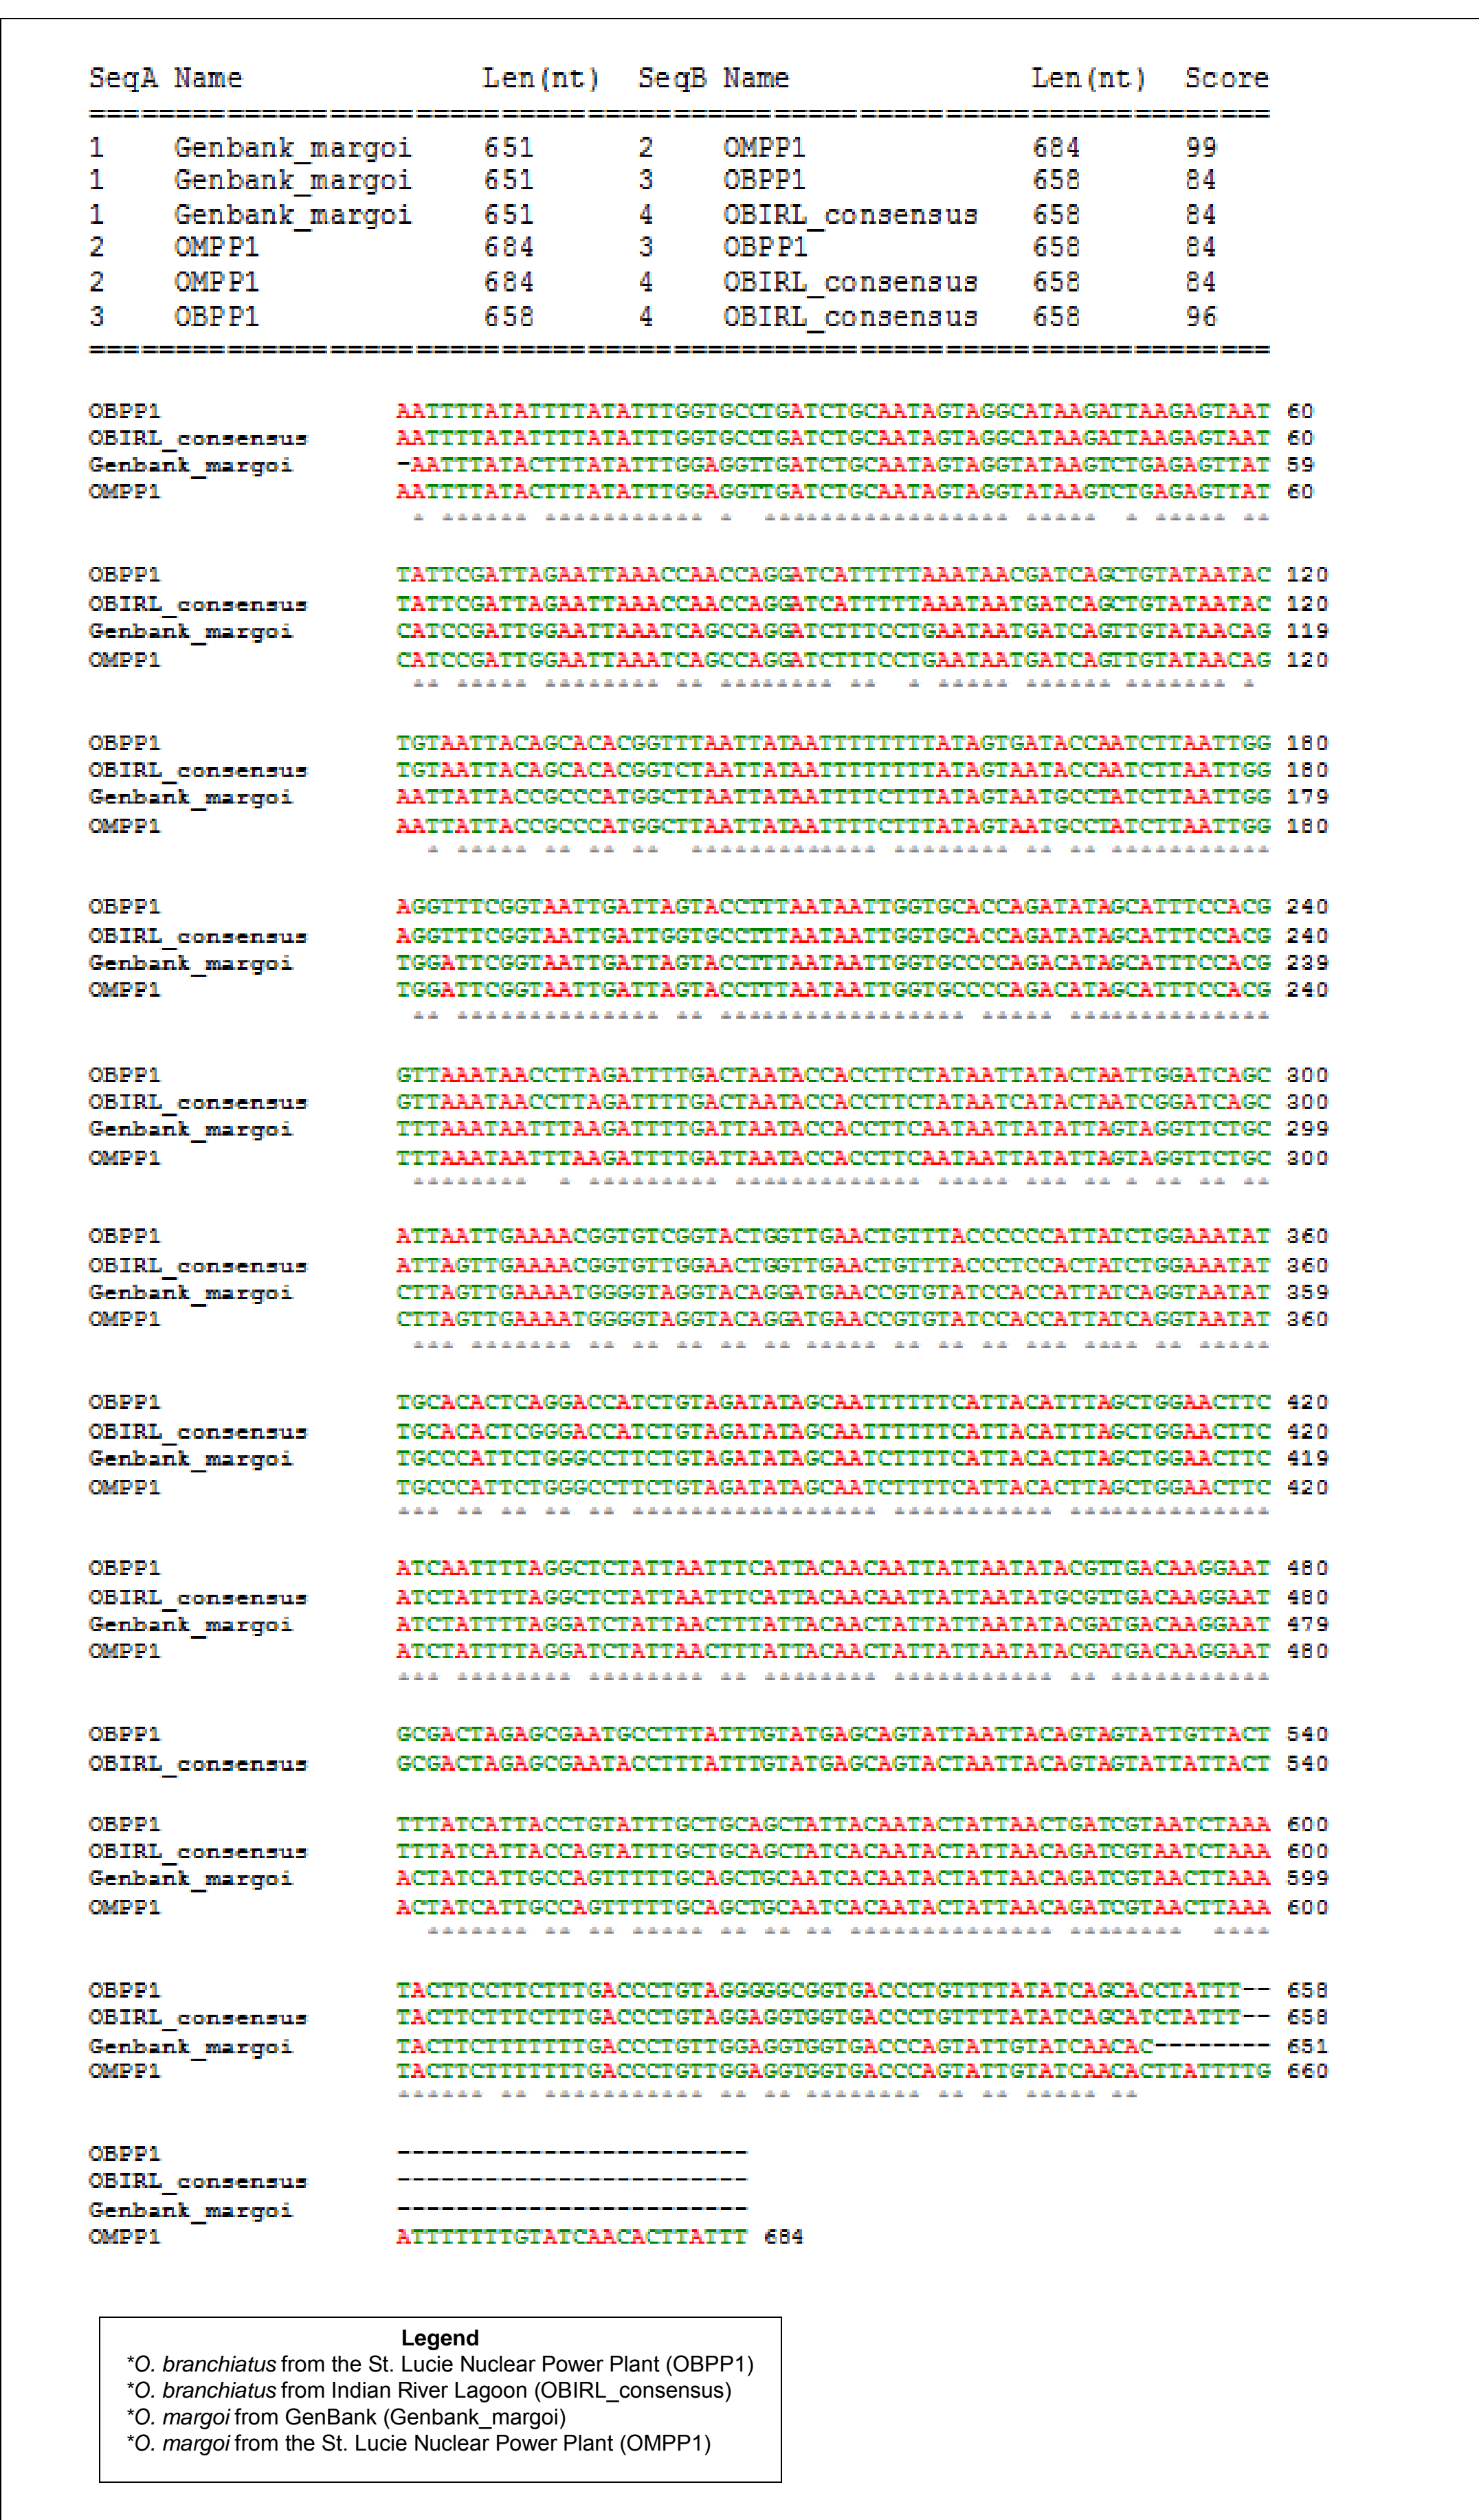 SeqA Name Len(nt) SeqB Name Len(nt) Score
1 Genbank_margoi 651 2 OMPP1 684 99
1 Genbank_margoi 651 3 OBPP1 658 84
1 Genbank_margoi 651 4 OBIRL_consensus 658 84
2 OMPP1 684 3 OBPP1 658 84
2 OMPP1 684 4 OBIRL_consensus 658 84
3 OBPP1 658 4 OBIRL_consensus 658 96
OBPP1 AATTTTATATTTTATATTTGGTGCCTGATCTGCAATAGTAGGCATAAGATTAAGAGTAAT 60
OBIRL_consensus AATTTTATATTTTATATTTGGTGCCTGATCTGCAATAGTAGGCATAAGATTAAGAGTAAT 60
Genbank_margoi -AATTTATACTTTATATTTGGAGGTTGATCTGCAATAGTAGGTATAAGTCTGAGAGTTAT 59
OMPP1 AATTTTATACTTTATATTTGGAGGTTGATCTGCAATAGTAGGTATAAGTCTGAGAGTTAT 60
OBPP1 TATTCGATTAGAATTAAACCAACCAGGATCATTTTTAAATAACGATCAGCTGTATAATAC 120
OBIRL_consensus TATTCGATTAGAATTAAACCAACCAGGATCATTTTTAAATAATGATCAGCTGTATAATAC 120
Genbank_margoi CATCCGATTGGAATTAAATCAGCCAGGATCTTTCCTGAATAATGATCAGTTGTATAACAG 119
OMPP1 CATCCGATTGGAATTAAATCAGCCAGGATCTTTCCTGAATAATGATCAGTTGTATAACAG 120
OBPP1 TGTAATTACAGCACACGGTTTAATTATAATTTTTTTTATAGTGATACCAATCTTAATTGG 180
OBIRL_consensus TGTAATTACAGCACACGGTCTAATTATAATTTTTTTTATAGTAATACCAATCTTAATTGG 180
Genbank_margoi AATTATTACCGCCCATGGCTTAATTATAATTTTCTTTATAGTAATGCCTATCTTAATTGG 179
OMPP1 AATTATTACCGCCCATGGCTTAATTATAATTTTCTTTATAGTAATGCCTATCTTAATTGG 180
OBPP1 AGGTTTCGGTAATTGATTAGTACCTTTAATAATTGGTGCACCAGATATAGCATTTCCACG 240
OBIRL_consensus AGGTTTCGGTAATTGATTGGTGCCTTTAATAATTGGTGCACCAGATATAGCATTTCCACG 240
Genbank_margoi TGGATTCGGTAATTGATTAGTACCTTTAATAATTGGTGCCCCAGACATAGCATTTCCACG 239
OMPP1 TGGATTCGGTAATTGATTAGTACCTTTAATAATTGGTGCCCCAGACATAGCATTTCCACG 240
OBPP1 GTTAAATAACCTTAGATTTTGACTAATACCACCTTCTATAATTATACTAATTGGATCAGC 300
OBIRL_consensus GTTAAATAACCTTAGATTTTGACTAATACCACCTTCTATAATCATACTAATCGGATCAGC 300
Genbank_margoi TTTAAATAATTTAAGATTTTGATTAATACCACCTTCAATAATTATATTAGTAGGTTCTGC 299
OMPP1 TTTAAATAATTTAAGATTTTGATTAATACCACCTTCAATAATTATATTAGTAGGTTCTGC 300
OBPP1 ATTAATTGAAAACGGTGTCGGTACTGGTTGAACTGTTTACCCCCCATTATCTGGAAATAT 360
OBIRL_consensus ATTAGTTGAAAACGGTGTTGGAACTGGTTGAACTGTTTACCCTCCACTATCTGGAAATAT 360
Genbank_margoi CTTAGTTGAAAATGGGGTAGGTACAGGATGAACCGTGTATCCACCATTATCAGGTAATAT 359
OMPP1 CTTAGTTGAAAATGGGGTAGGTACAGGATGAACCGTGTATCCACCATTATCAGGTAATAT 360
OBPP1 TGCACACTCAGGACCATCTGTAGATATAGCAATTTTTTCATTACATTTAGCTGGAACTTC 420
OBIRL_consensus TGCACACTCGGGACCATCTGTAGATATAGCAATTTTTTCATTACATTTAGCTGGAACTTC 420
Genbank_margoi TGCCCATTCTGGGCCTTCTGTAGATATAGCAATCTTTTCATTACACTTAGCTGGAACTTC 419
OMPP1 TGCCCATTCTGGGCCTTCTGTAGATATAGCAATCTTTTCATTACACTTAGCTGGAACTTC 420
OBPP1 ATCAATTTTAGGCTCTATTAATTTCATTACAACAATTATTAATATACGTTGACAAGGAAT 480
OBIRL_consensus ATCTATTTTAGGCTCTATTAATTTCATTACAACAATTATTAATATGCGTTGACAAGGAAT 480
Genbank_margoi ATCTATTTTAGGATCTATTAACTTTATTACAACTATTATTAATATACGATGACAAGGAAT 479
OMPP1 ATCTATTTTAGGATCTATTAACTTTATTACAACTATTATTAATATACGATGACAAGGAAT 480
OBPP1 GCGACTAGAGCGAATGCCTTTATTTGTATGAGCAGTATTAATTACAGTAGTATTGTTACT 540
OBIRL_consensus GCGACTAGAGCGAATACCTTTATTTGTATGAGCAGTACTAATTACAGTAGTATTATTACT 540
OBPP1 TTTATCATTACCTGTATTTGCTGCAGCTATTACAATACTATTAACTGATCGTAATCTAAA 600
OBIRL_consensus TTTATCATTACCAGTATTTGCTGCAGCTATCACAATACTATTAACAGATCGTAATCTAAA 600
Genbank_margoi ACTATCATTGCCAGTTTTTGCAGCTGCAATCACAATACTATTAACAGATCGTAACTTAAA 599
OMPP1 ACTATCATTGCCAGTTTTTGCAGCTGCAATCACAATACTATTAACAGATCGTAACTTAAA 600
OBPP1 TACTTCCTTCTTTGACCCTGTAGGGGGCGGTGACCCTGTTTTATATCAGCACCTATTT-- 658
OBIRL_consensus TACTTCTTTCTTTGACCCTGTAGGAGGTGGTGACCCTGTTTTATATCAGCATCTATTT-- 658
Genbank_margoi TACTTCTTTTTTTGACCCTGTTGGAGGTGGTGACCCAGTATTGTATCAACAC-------- 651
OMPP1 TACTTCTTTTTTTGACCCTGTTGGAGGTGGTGACCCAGTATTGTATCAACACTTATTTTG 660
OBPP1 ------------------------
OBIRL_consensus ------------------------
Genbank_margoi ------------------------
OMPP1 ATTTTTTTGTATCAACACTTATTT 684
Legend
*O. branchiatus from the St. Lucie Nuclear Power Plant (OBPP1)
*O. branchiatus from Indian River Lagoon (OBIRL_consensus)
*O. margoi from GenBank (Genbank_margoi)
*O. margoi from the St. Lucie Nuclear Power Plant (OMPP1)